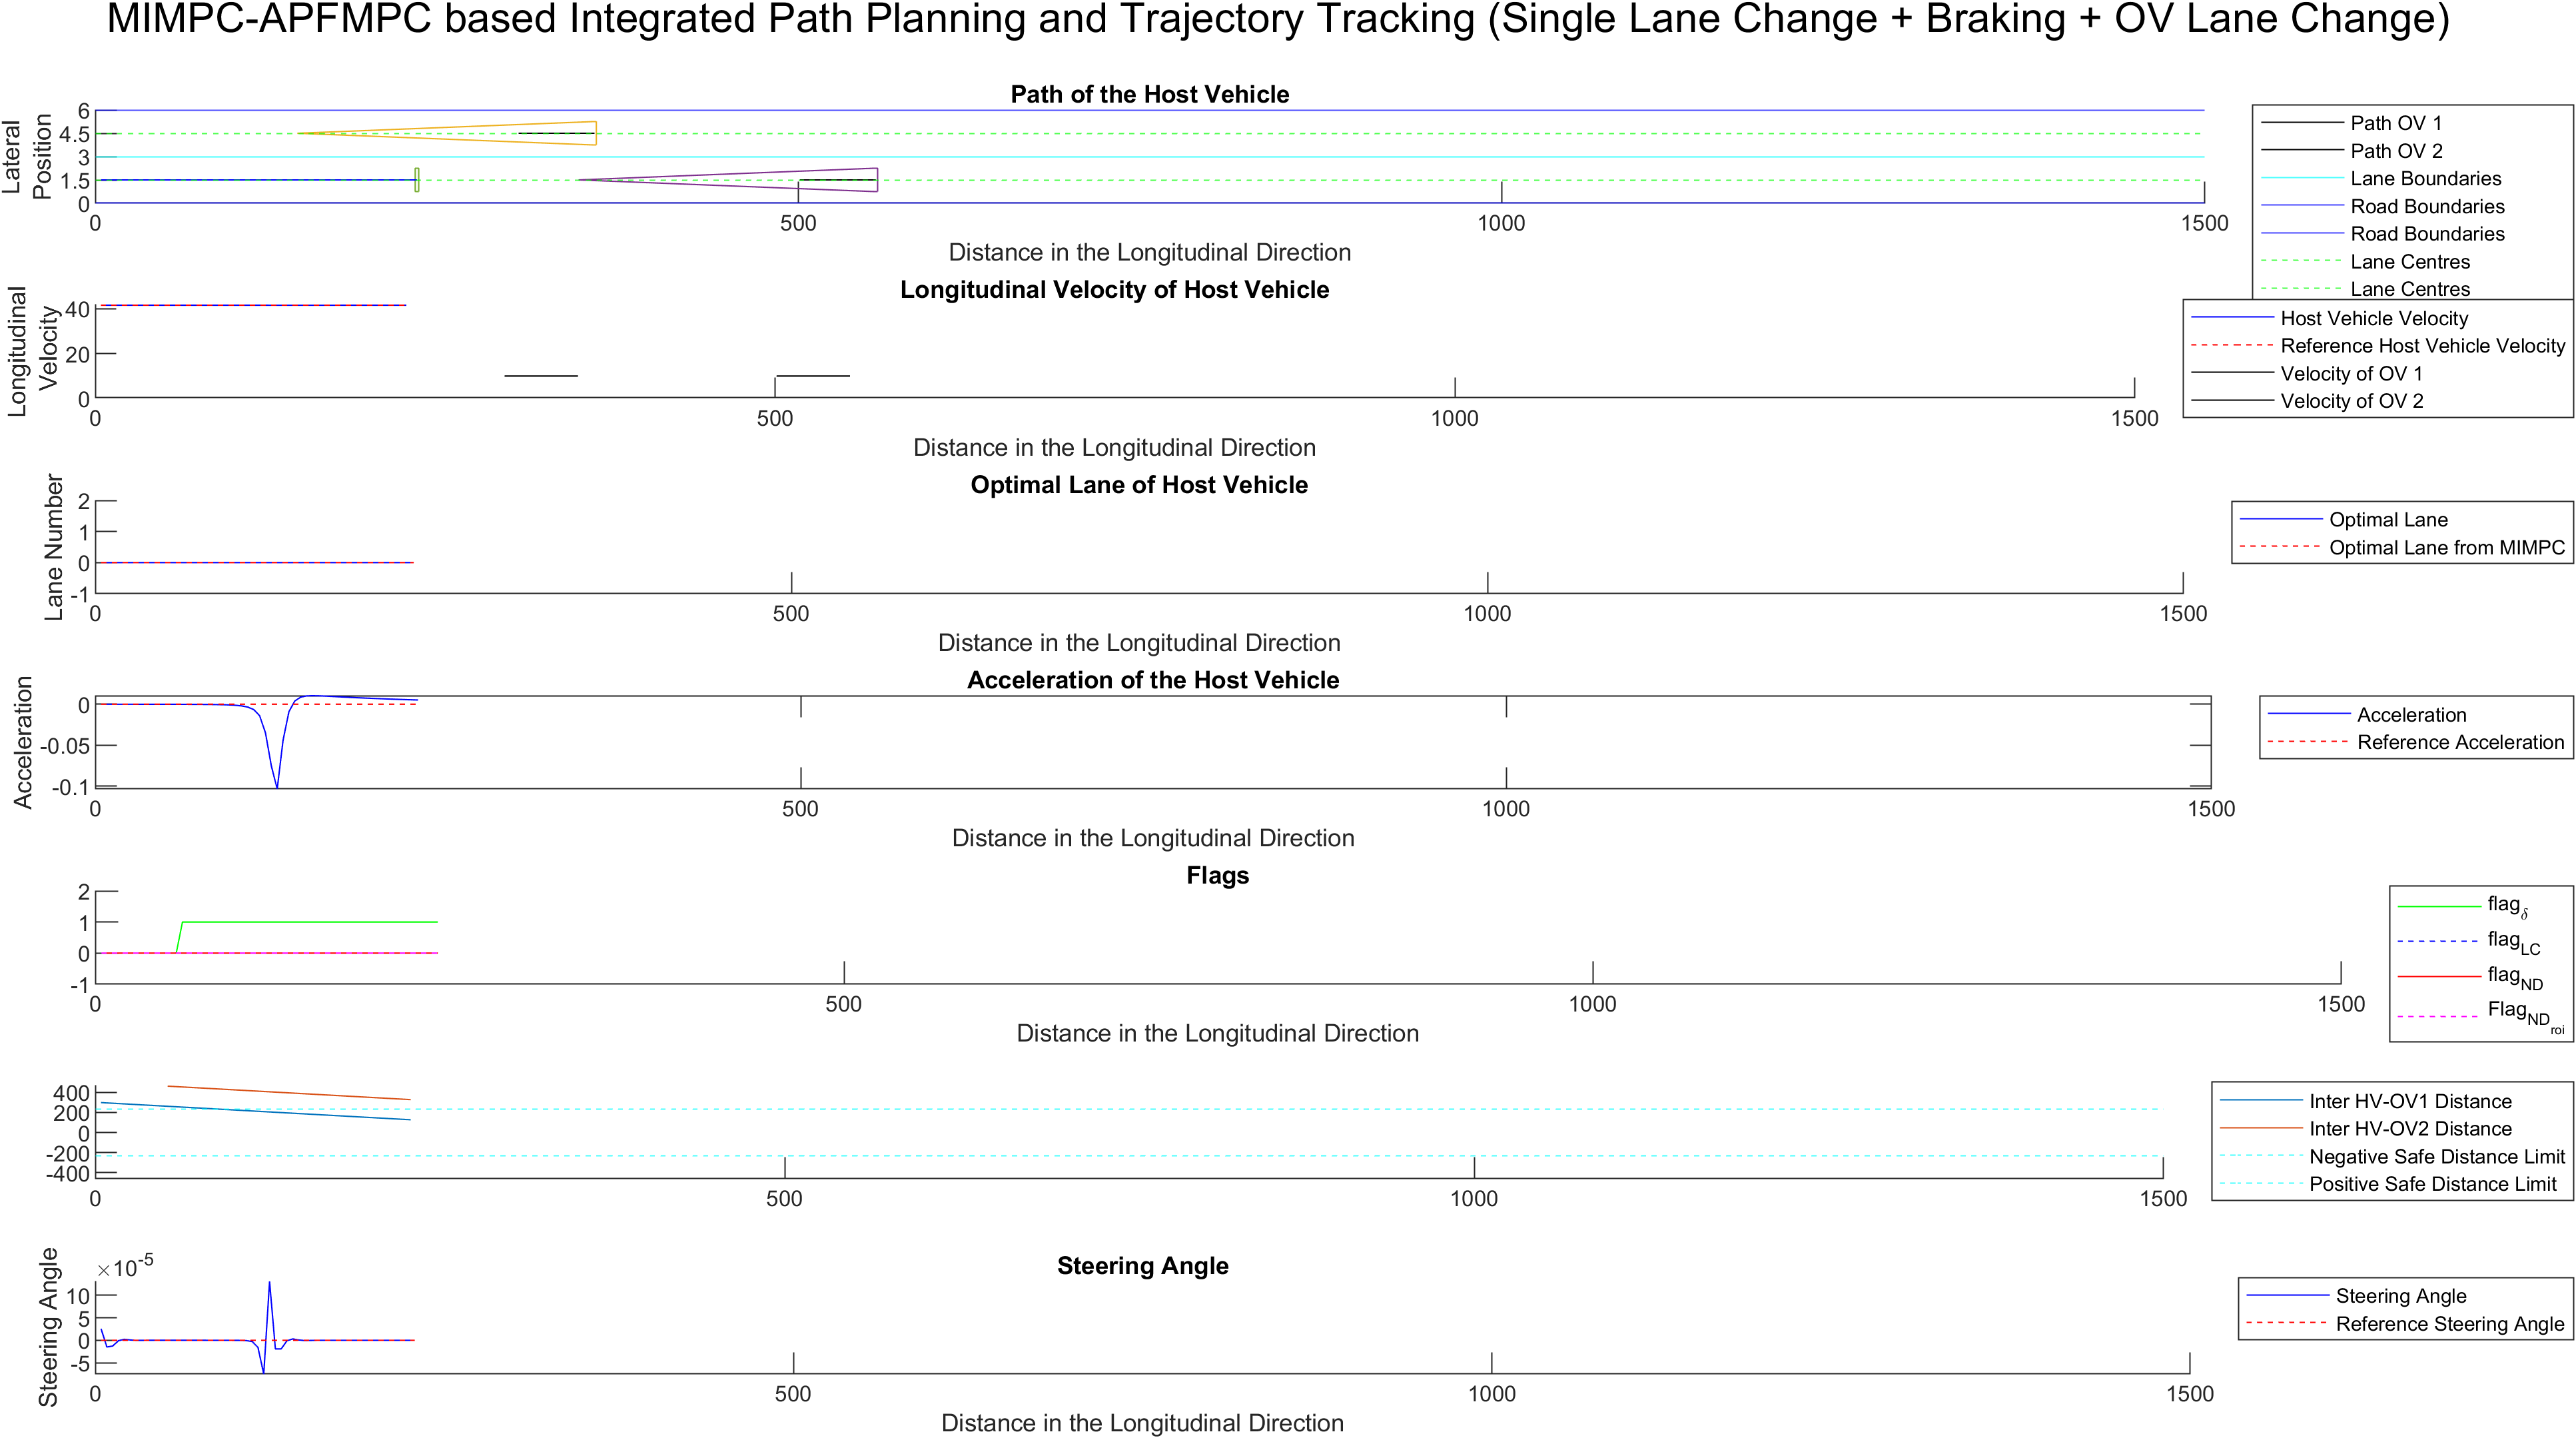 MIMPC-APFMPC based Integrated Path Planning and Trajectory Tracking (Single Lane Change + Braking + OV Lane Change)
Path of the Host Vehicle
Lateral
Position
6
4.5
3
1.5
0
0 500 1000 1500
Distance in the Longitudinal Direction
Path OV 1
Path OV 2
Lane Boundaries
Road Boundaries
Road Boundaries
Lane Centres
Lane Centres
Longitudinal Velocity of Host Vehicle
Longitudinal
Velocity
40
20
0
0 500 1000 1500
Distance in the Longitudinal Direction
Host Vehicle Velocity
Reference Host Vehicle Velocity
Velocity of OV 1
Velocity of OV 2
Optimal Lane of Host Vehicle
Lane Number
2
1
0
-1
0 500 1000 1500
Distance in the Longitudinal Direction
Optimal Lane
Optimal Lane from MIMPC
Acceleration of the Host Vehicle
Acceleration
0
-0.05
-0.1
0 500 1000 1500
Distance in the Longitudinal Direction
Acceleration
Reference Acceleration
Flags
2
1
0
-1
0 500 1000 1500
Distance in the Longitudinal Direction
flag_δ
flag_LC
flag_ND
Flag_ND_roi
400
200
0
-200
-400
0 500 1000 1500
Inter HV-OV1 Distance
Inter HV-OV2 Distance
Negative Safe Distance Limit
Positive Safe Distance Limit
Steering Angle
Steering Angle
×10^-5
10
5
0
-5
0 500 1000 1500
Distance in the Longitudinal Direction
Steering Angle
Reference Steering Angle